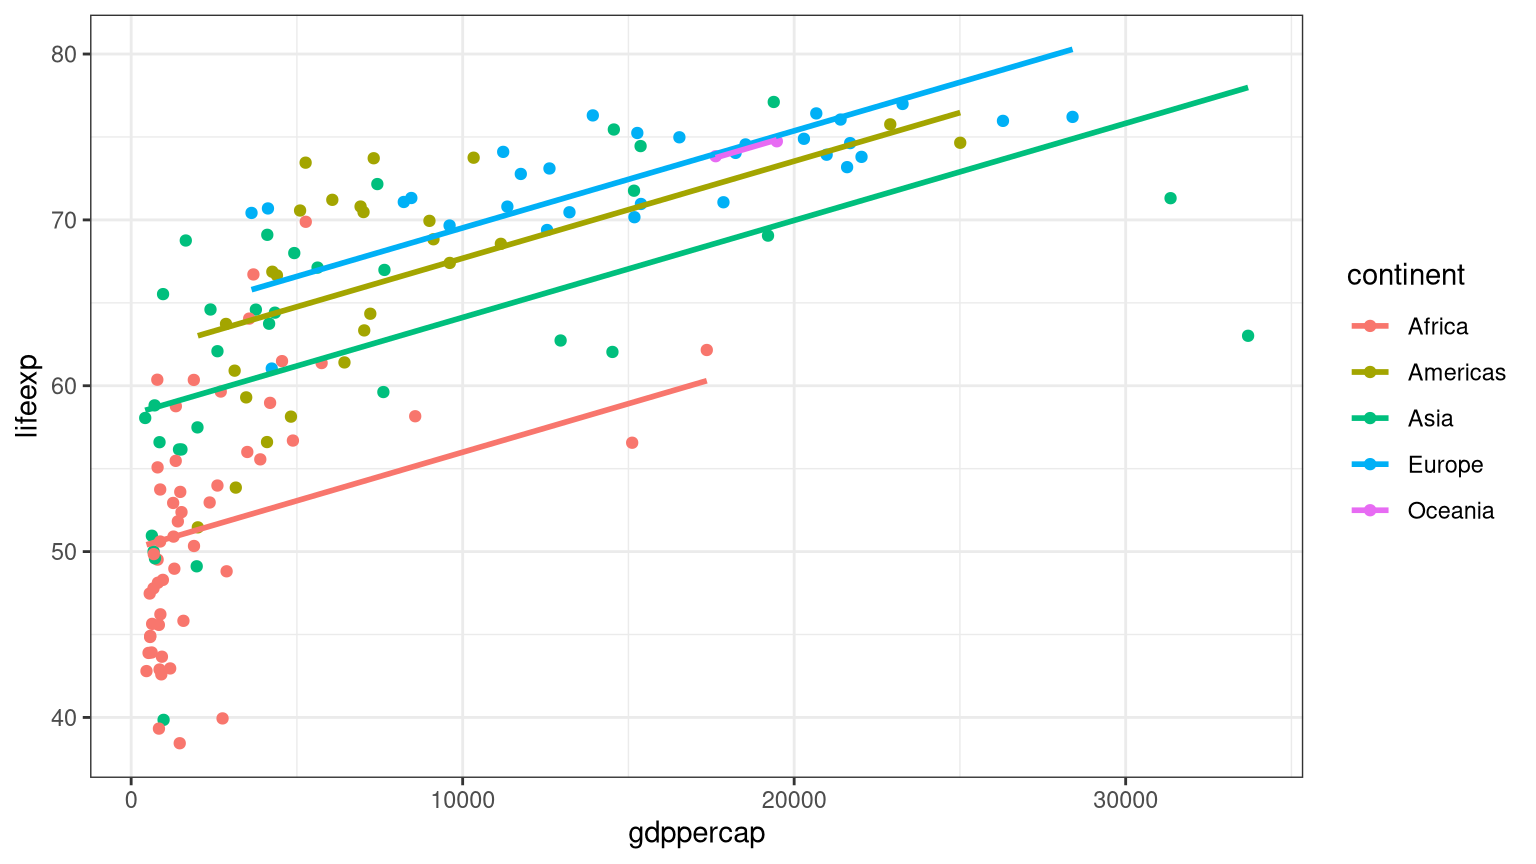 80
70
60
50
40
lifeexp
0
10000
20000
30000
gdppercap
continent
Africa
Americas
Asia
Europe
Oceania